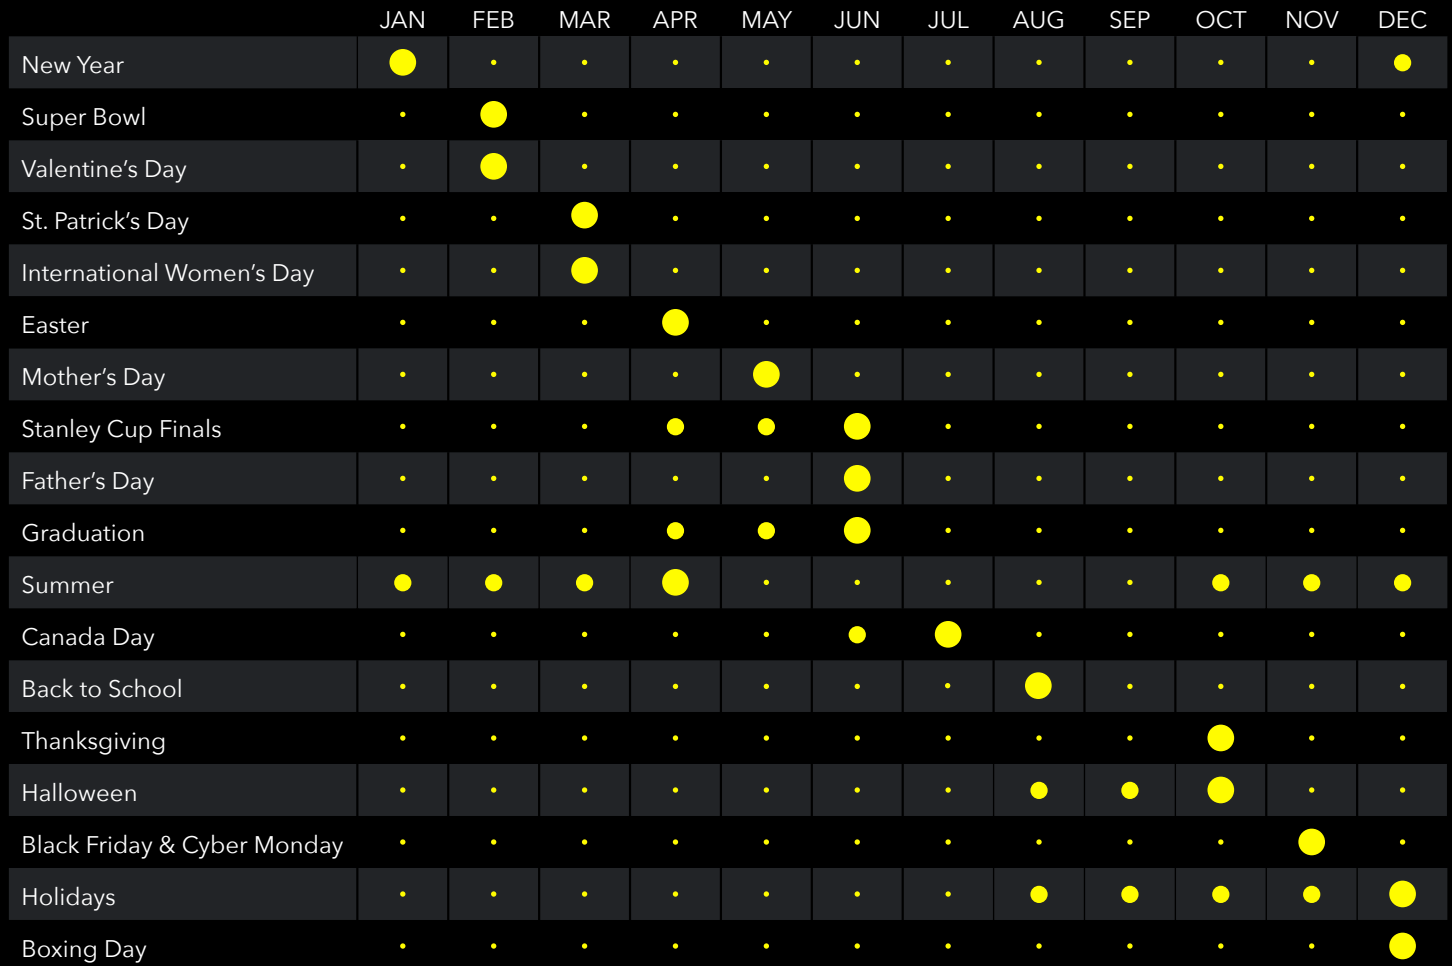 JAN FEB MAR APR MAY JUN JUL AUG SEP OCT NOV DEC
New Year
Super Bowl
Valentine’s Day
St. Patrick’s Day
International Women’s Day
Easter
Mother’s Day
Stanley Cup Finals
Father’s Day
Graduation
Summer
Canada Day
Back to School
Thanksgiving
Halloween
Black Friday & Cyber Monday
Holidays
Boxing Day